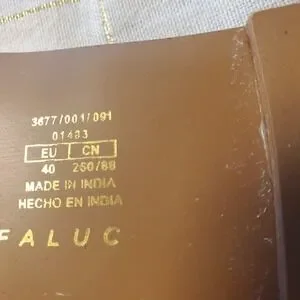 3677/001/091
01483
EU CN
40 250/88
MADE IN INDIA
HECHO EN INDIA
FALUC